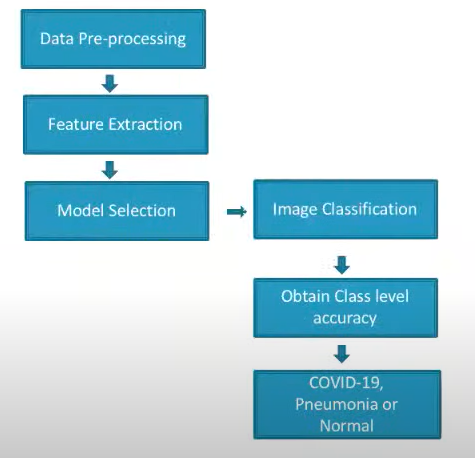 Data Pre-processing
Feature Extraction
Model Selection
Image Classification
Obtain Class level
accuracy
COVID-19,
Pneumonia or
Normal